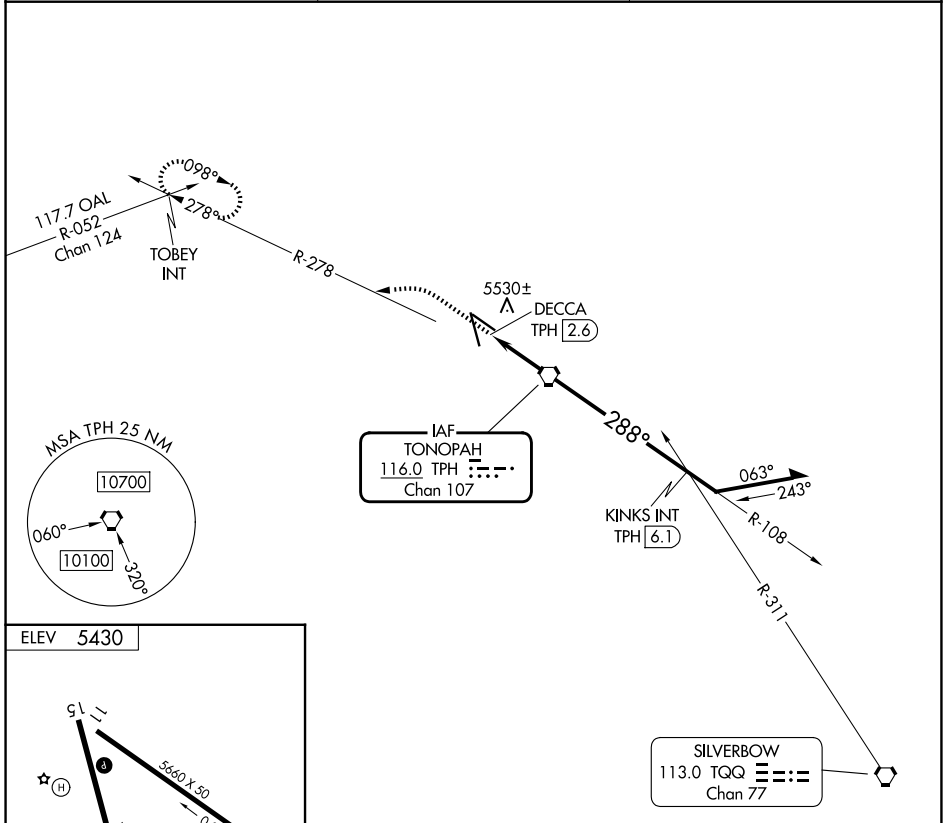 098°
278°
117.7 OAL
R-052
Chan 124
TOBEY
INT
R-278
5530±
DECCA
TPH 2.6
IAF
TONOPAH
116.0 TPH
Chan 107
288°
MSA TPH 25 NM
10700
060°
10100
320°
063°
243°
KINKS INT
TPH 6.1
R-108
R-311
ELEV 5430
15
11
P
H
5660 X 50
SILVERBOW
113.0 TQQ
Chan 77